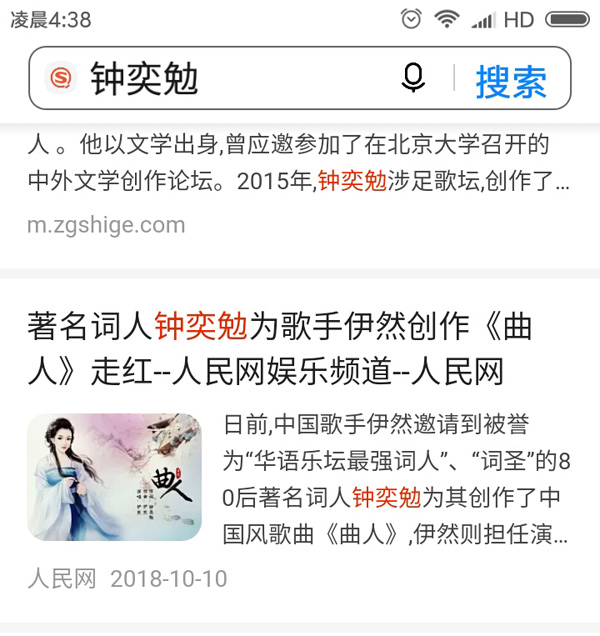 凌晨4:38
HD
钟奕勉
搜索
人 。他以文学出身,曾应邀参加了在北京大学召开的
中外文学创作论坛。2015年,钟奕勉涉足歌坛,创作了...
m.zgshige.com
著名词人钟奕勉为歌手伊然创作《曲
人》走红--人民网娱乐频道--人民网
曲人
日前,中国歌手伊然邀请到被誉
为“华语乐坛最强词人”、“词圣”的8
0后著名词人钟奕勉为其创作了中
国风歌曲《曲人》,伊然则担任演...
人民网 2018-10-10